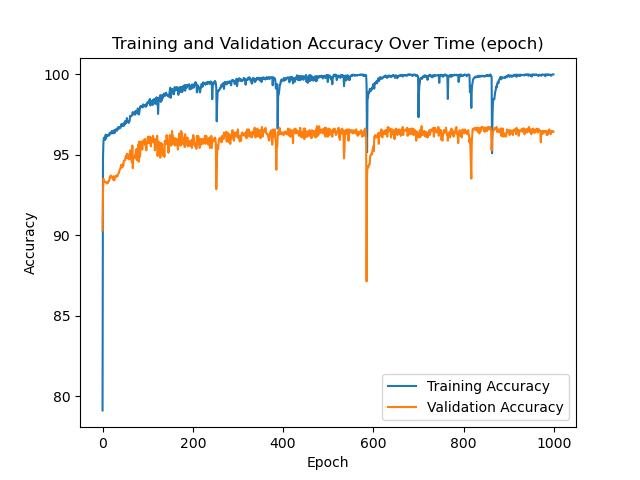 Training and Validation Accuracy Over Time (epoch)
100
95
90
85
80
Accuracy
0 200 400 600 800 1000
Epoch
Training Accuracy
Validation Accuracy